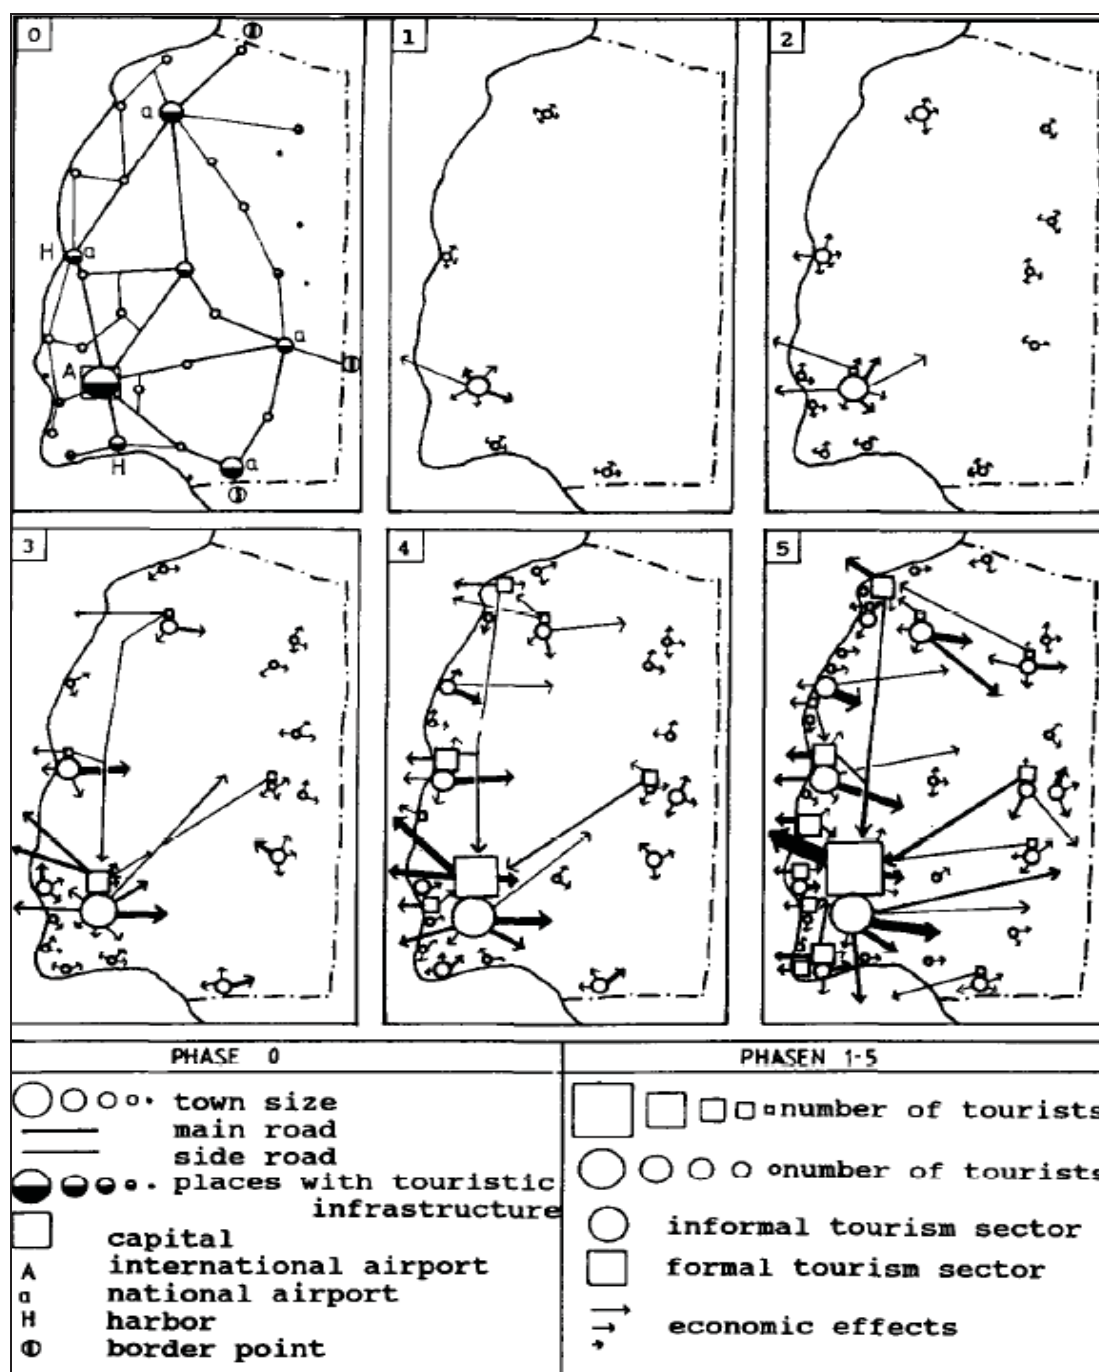 0
1
2
a
H
a
A
a
H
a
3
4
5
PHASE 0
town size
main road
side road
places with touristic
infrastructure
capital
A international airport
a national airport
H harbor
border point
PHASEN 1-5
number of tourists
number of tourists
informal tourism sector
formal tourism sector
economic effects